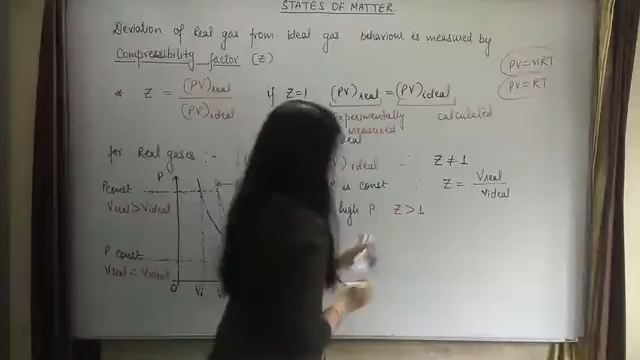 STATES OF MATTER
Deviation of Real gas from ideal gas behaviour is measured by
Compressibility factor (Z)
PV=nRT
PV=RT
* Z = (PV)real / (PV)ideal if Z=1 (PV)real = (PV)ideal
Experimentally calculated
measured
for Real gases :- ) ideal ∴ Z ≠ 1
P const P P is const Z = Vreal / Videal
Vreal > Videal high P Z > 1
P const
Vreal < Videal
O Vi